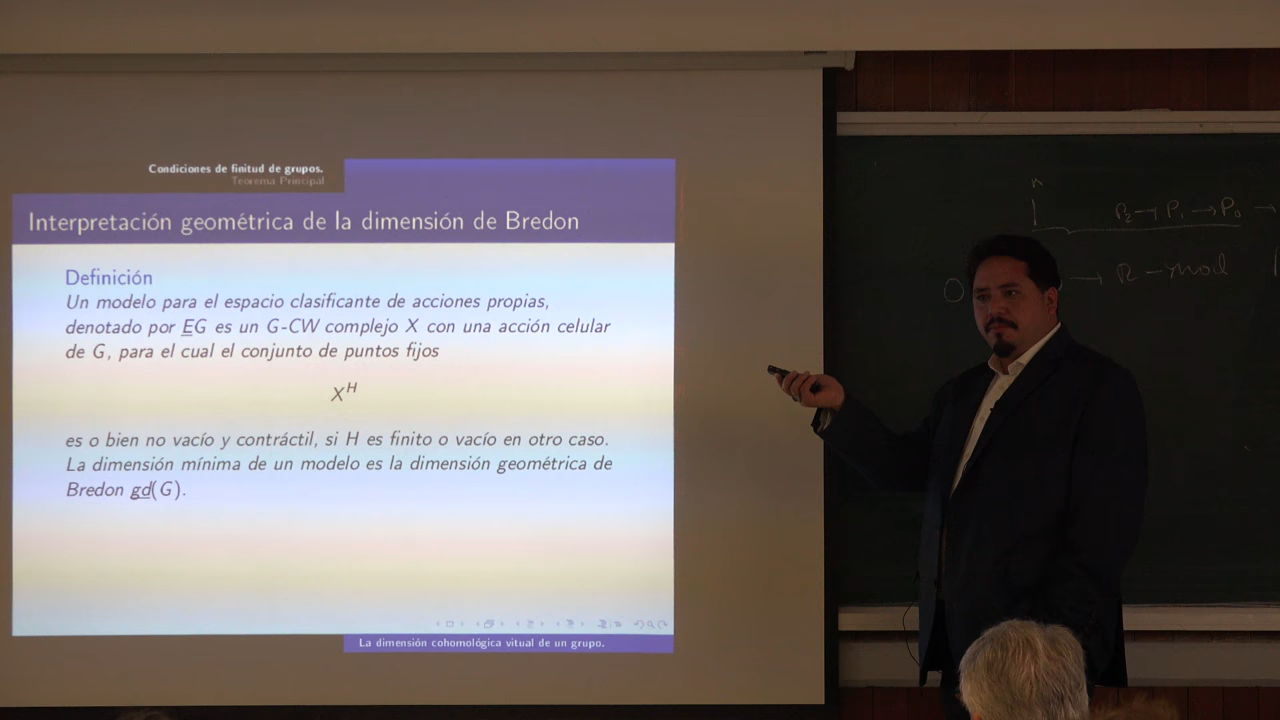 Condiciones de finitud de grupos.
Teorema Principal
Interpretación geométrica de la dimensión de Bredon
Definición
Un modelo para el espacio clasificante de acciones propias,
denotado por E̲G es un G-CW complejo X con una acción celular
de G, para el cual el conjunto de puntos fijos
X^H
es o bien no vacío y contráctil, si H es finito o vacío en otro caso.
La dimensión mínima de un modelo es la dimensión geométrica de
Bredon g̲d̲(G).
La dimensión cohomológica vitual de un grupo.
n
P₂→P₁→P₀→
0
→ R-mod